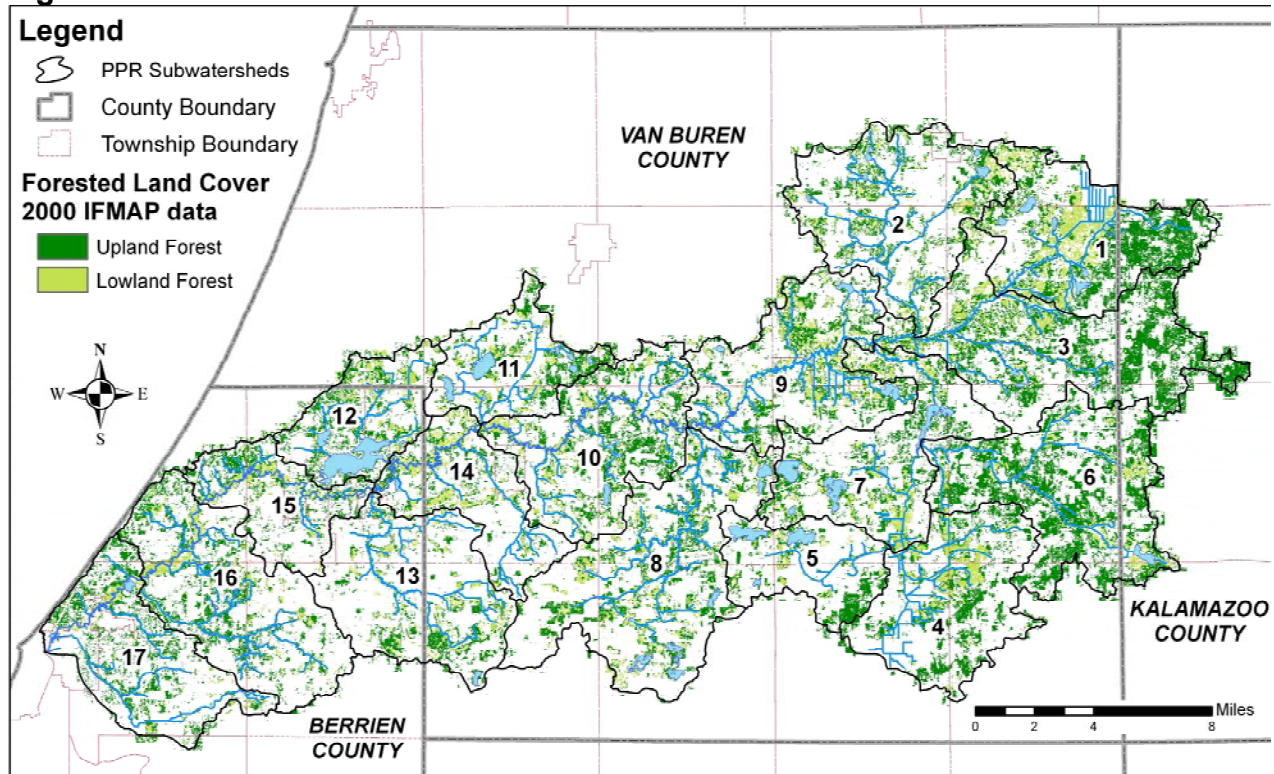 Legend
PPR Subwatersheds
County Boundary
Township Boundary
Forested Land Cover
2000 IFMAP data
Upland Forest
Lowland Forest
N
W
E
S
VAN BUREN
COUNTY
2
1
3
11
9
12
10
14
7
6
15
8
5
13
16
4
17
KALAMAZOO
COUNTY
BERRIEN
COUNTY
Miles
0 2 4 8